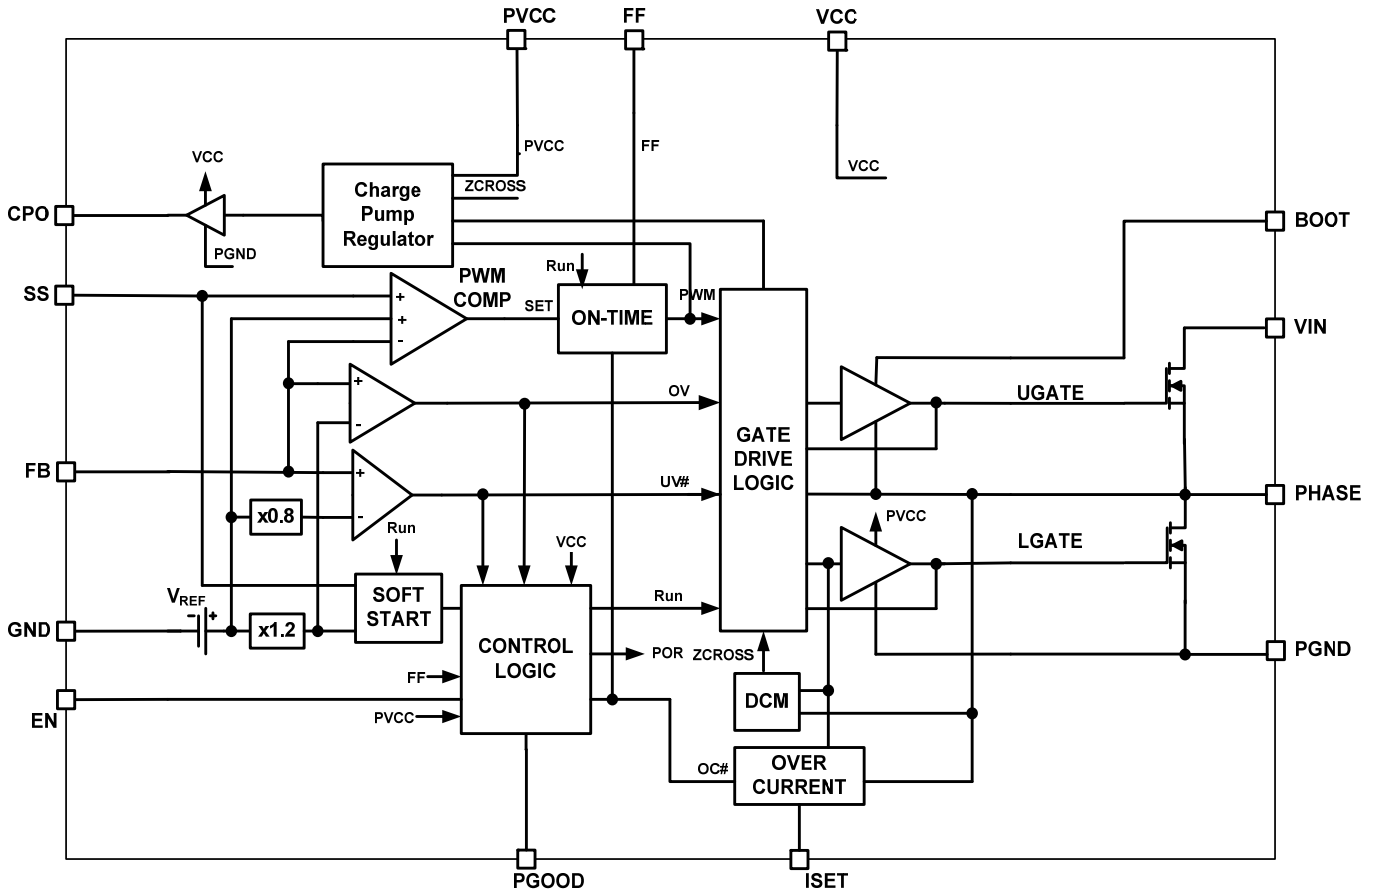 PVCC
FF
VCC
PVCC
FF
VCC
VCC
ZCROSS
CPO
Charge
Pump
Regulator
BOOT
PGND
Run
PWM
COMP
SS
+
SET
PWM
ON-TIME
+
VIN
-
+
OV
UGATE
-
GATE
DRIVE
LOGIC
FB
+
UV#
PHASE
x0.8
-
Run
PVCC
VCC
LGATE
VREF
- +
SOFT
START
Run
GND
x1.2
CONTROL
LOGIC
POR
ZCROSS
PGND
FF
EN
PVCC
DCM
OC#
OVER
CURRENT
PGOOD
ISET